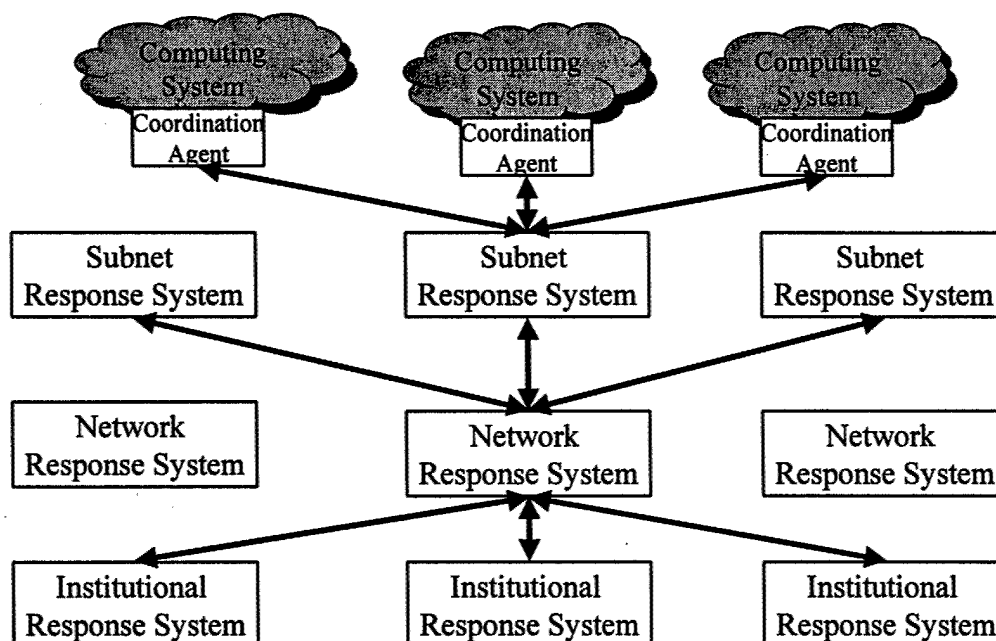 Computing
System
Coordination
Agent
Computing
System
Coordination
Agent
Computing
System
Coordination
Agent
Subnet
Response System
Subnet
Response System
Subnet
Response System
Network
Response System
Network
Response System
Network
Response System
Institutional
Response System
Institutional
Response System
Institutional
Response System